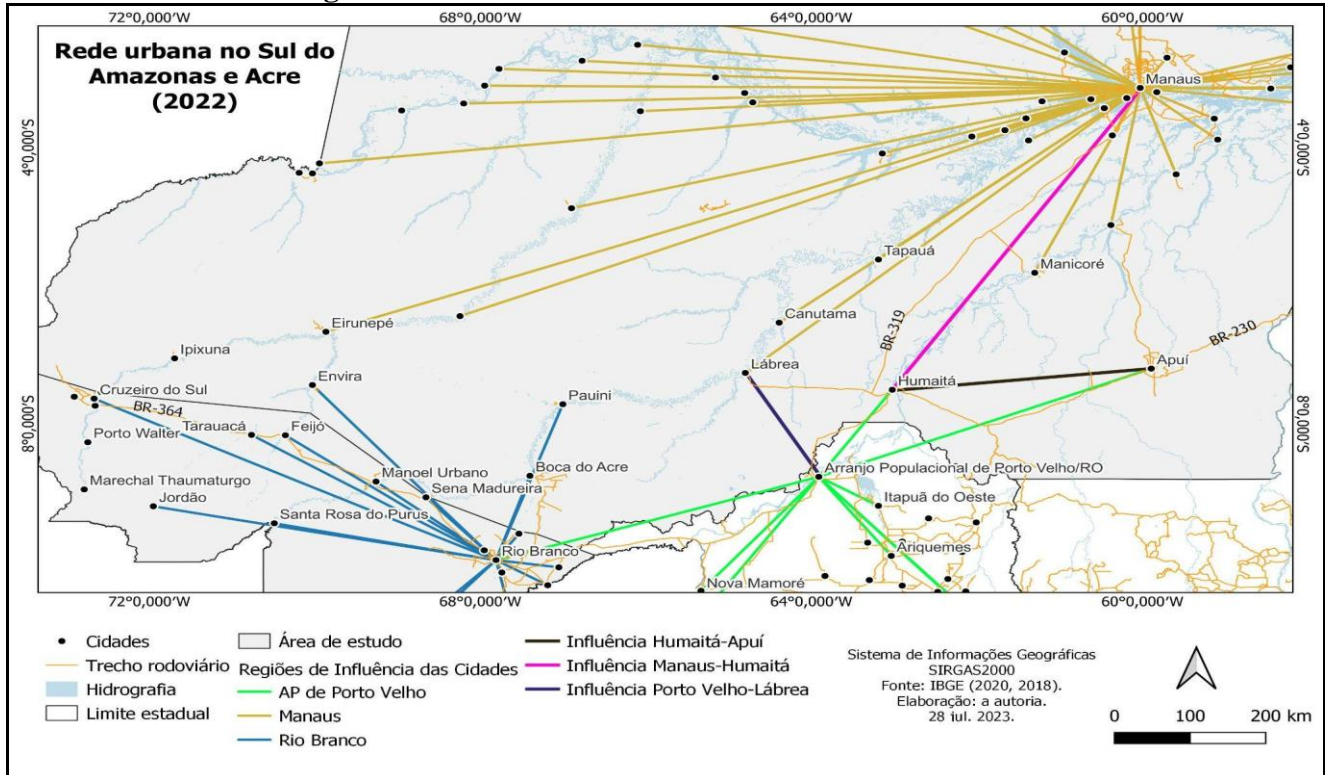 72°0,000'W
68°0,000'W
64°0,000'W
60°0,000'W
Rede urbana no Sul do
Amazonas e Acre
(2022)
Manaus
4°0,000'S
4°0,000'S
Tapauá
Manicoré
Canutama
BR-319
BR-230
Eirunepé
Ipixuna
Lábrea
Apuí
Humaitá
Envira
Cruzeiro do Sul
Pauini
BR-364
8°0,000'S
8°0,000'S
Tarauacá
Feijó
Porto Walter
Manoel Urbano
Boca do Acre
Arranjo Populacional de Porto Velho/RO
Marechal Thaumaturgo
Sena Madureira
Jordão
Itapuã do Oeste
Santa Rosa do Purus
Rio Branco
Ariquemes
Nova Mamoré
72°0,000'W
68°0,000'W
64°0,000'W
60°0,000'W
Cidades
Trecho rodoviário
Hidrografia
Limite estadual
Área de estudo
Regiões de Influência das Cidades
AP de Porto Velho
Manaus
Rio Branco
Influência Humaitá-Apuí
Influência Manaus-Humaitá
Influência Porto Velho-Lábrea
Sistema de Informações Geográficas
SIRGAS2000
Fonte: IBGE (2020, 2018).
Elaboração: a autoria.
28 jul. 2023.
0 100 200 km